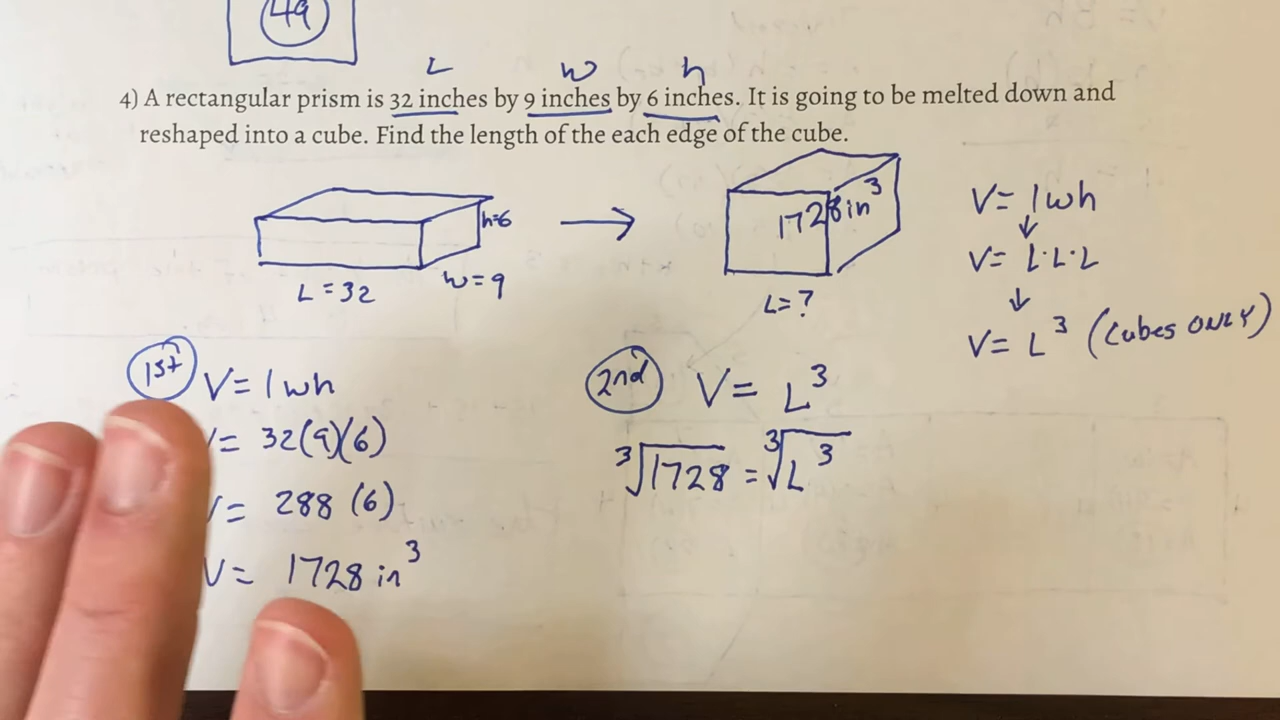 49
L w h
4) A rectangular prism is 32 inches by 9 inches by 6 inches. It is going to be melted down and
reshaped into a cube. Find the length of the each edge of the cube.
h=6
w=9
L=32
→
1728in³
L=?
V= lwh
↓
V= L·L·L
↓
V= L³ (Cubes ONLY)
1st V= lwh
V= 32(9)(6)
V= 288 (6)
V= 1728 in³
2nd V= L³
∛1728 = ∛L³